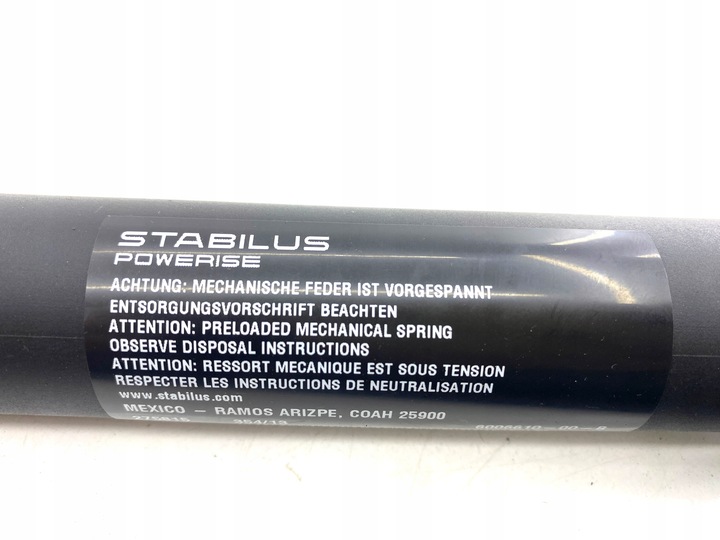 STABILUS
POWERISE
ACHTUNG: MECHANISCHE FEDER IST VORGESPANNT
ENTSORGUNGSVORSCHRIFT BEACHTEN
ATTENTION: PRELOADED MECHANICAL SPRING
OBSERVE DISPOSAL INSTRUCTIONS
ATTENTION: RESSORT MECANIQUE EST SOUS TENSION
RESPECTER LES INSTRUCTIONS DE NEUTRALISATION
www.stabilus.com
MEXICO - RAMOS ARIZPE, COAH 25900